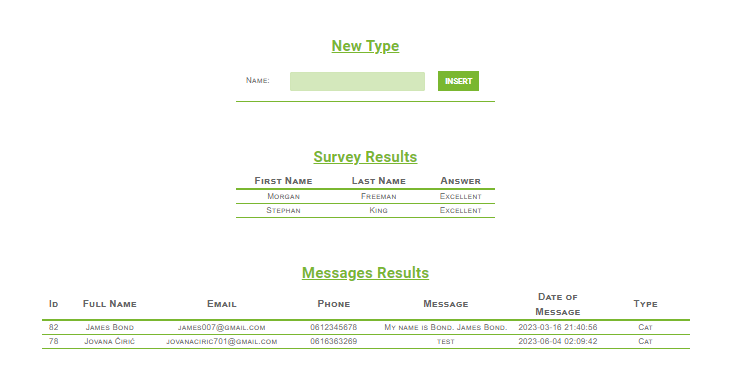 New Type
Name: INSERT
Survey Results
First Name Last Name Answer
Morgan Freeman Excellent
Stephan King Excellent
Messages Results
Id Full Name Email Phone Message Date of Message Type
82 James Bond james007@gmail.com 0612345678 My name is Bond. James Bond. 2023-03-16 21:40:56 Cat
78 Jovana Ćirić jovanaciric701@gmail.com 0616363269 test 2023-06-04 02:09:42 Cat